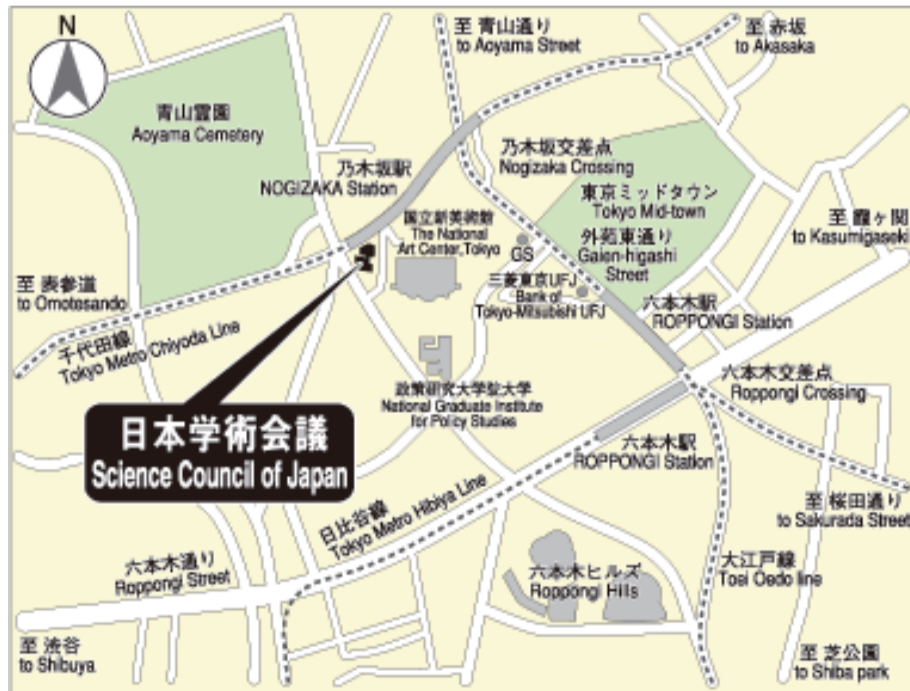 N
至 青山通り
to Aoyama Street
至 赤坂
to Akasaka
青山霊園
Aoyama Cemetery
乃木坂駅
NOGIZAKA Station
乃木坂交差点
Nogizaka Crossing
東京ミッドタウン
Tokyo Mid-town
国立新美術館
The National
Art Center,Tokyo
GS
外苑東通り
Gaien-higashi
Street
至 霞ヶ関
to Kasumigaseki
至 表参道
to Omotesando
三菱東京UFJ
Bank of
Tokyo-Mitsubishi UFJ
六本木駅
ROPPONGI Station
千代田線
Tokyo Metro Chiyoda Line
政策研究大学院大学
National Graduate Institute
for Policy Studies
六本木交差点
Roppongi Crossing
日本学術会議
Science Council of Japan
六本木駅
ROPPONGI Station
日比谷線
Tokyo Metro Hibiya Line
至 桜田通り
to Sakurada Street
六本木通り
Roppongi Street
六本木ヒルズ
Roppongi Hills
大江戸線
Toei Oedo line
至 渋谷
to Shibuya
至 芝公園
to Shiba park